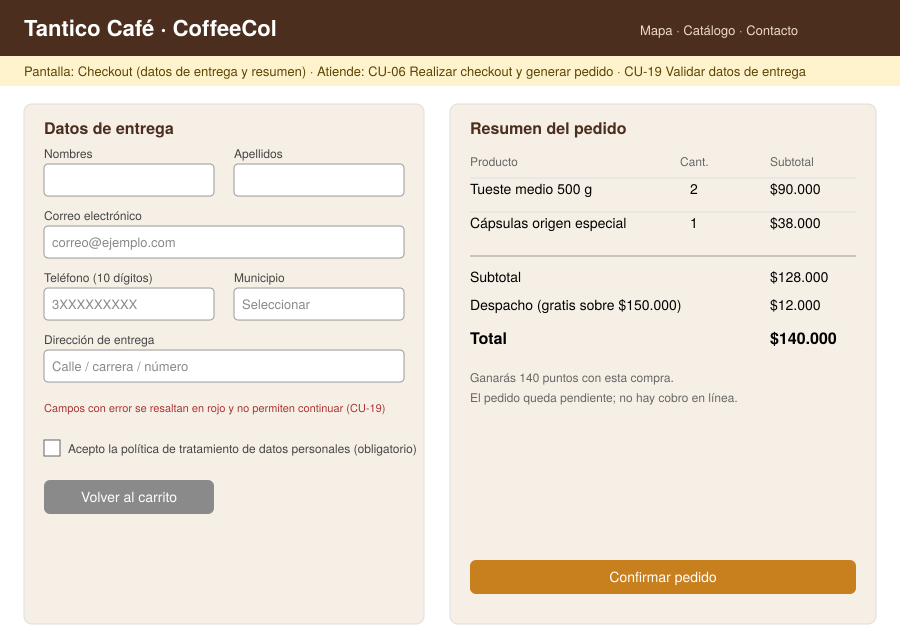 Tantico Café · CoffeeCol
Mapa · Catálogo · Contacto
Pantalla: Checkout (datos de entrega y resumen) · Atiende: CU-06 Realizar checkout y generar pedido · CU-19 Validar datos de entrega
Datos de entrega
Nombres Apellidos
Correo electrónico
correo@ejemplo.com
Teléfono (10 dígitos) Municipio
3XXXXXXXXX Seleccionar
Dirección de entrega
Calle / carrera / número
Campos con error se resaltan en rojo y no permiten continuar (CU-19)
Acepto la política de tratamiento de datos personales (obligatorio)
Volver al carrito
Resumen del pedido
Producto Cant. Subtotal
Tueste medio 500 g 2 $90.000
Cápsulas origen especial 1 $38.000
Subtotal $128.000
Despacho (gratis sobre $150.000) $12.000
Total $140.000
Ganarás 140 puntos con esta compra.
El pedido queda pendiente; no hay cobro en línea.
Confirmar pedido